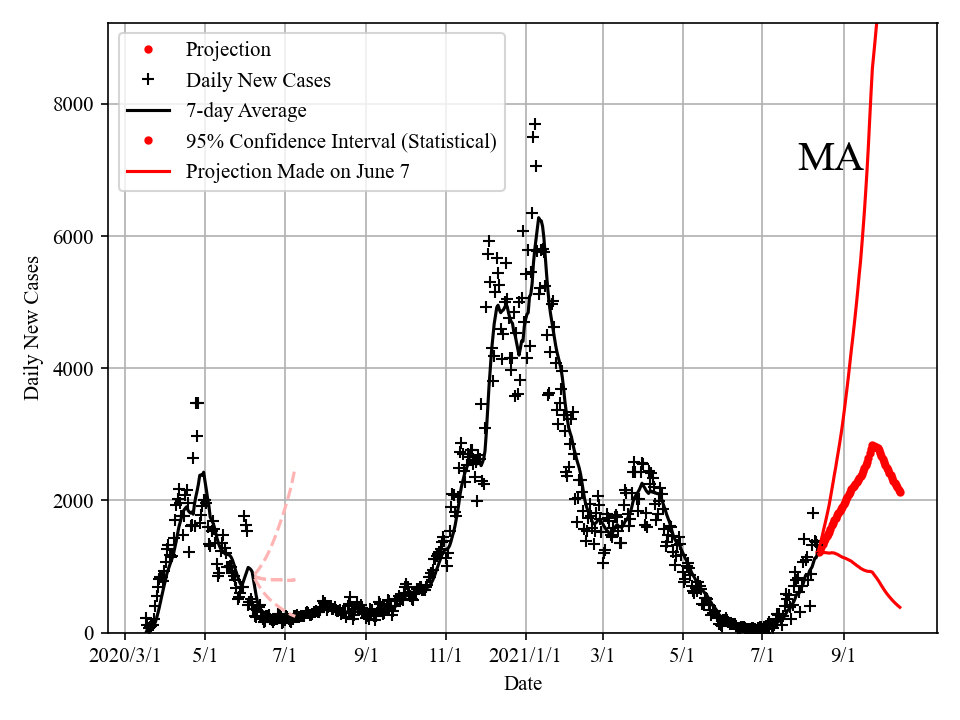 Projection
Daily New Cases
7-day Average
95% Confidence Interval (Statistical)
Projection Made on June 7
MA
8000
6000
4000
2000
0
Daily New Cases
2020/3/1 5/1 7/1 9/1 11/1 2021/1/1 3/1 5/1 7/1 9/1
Date